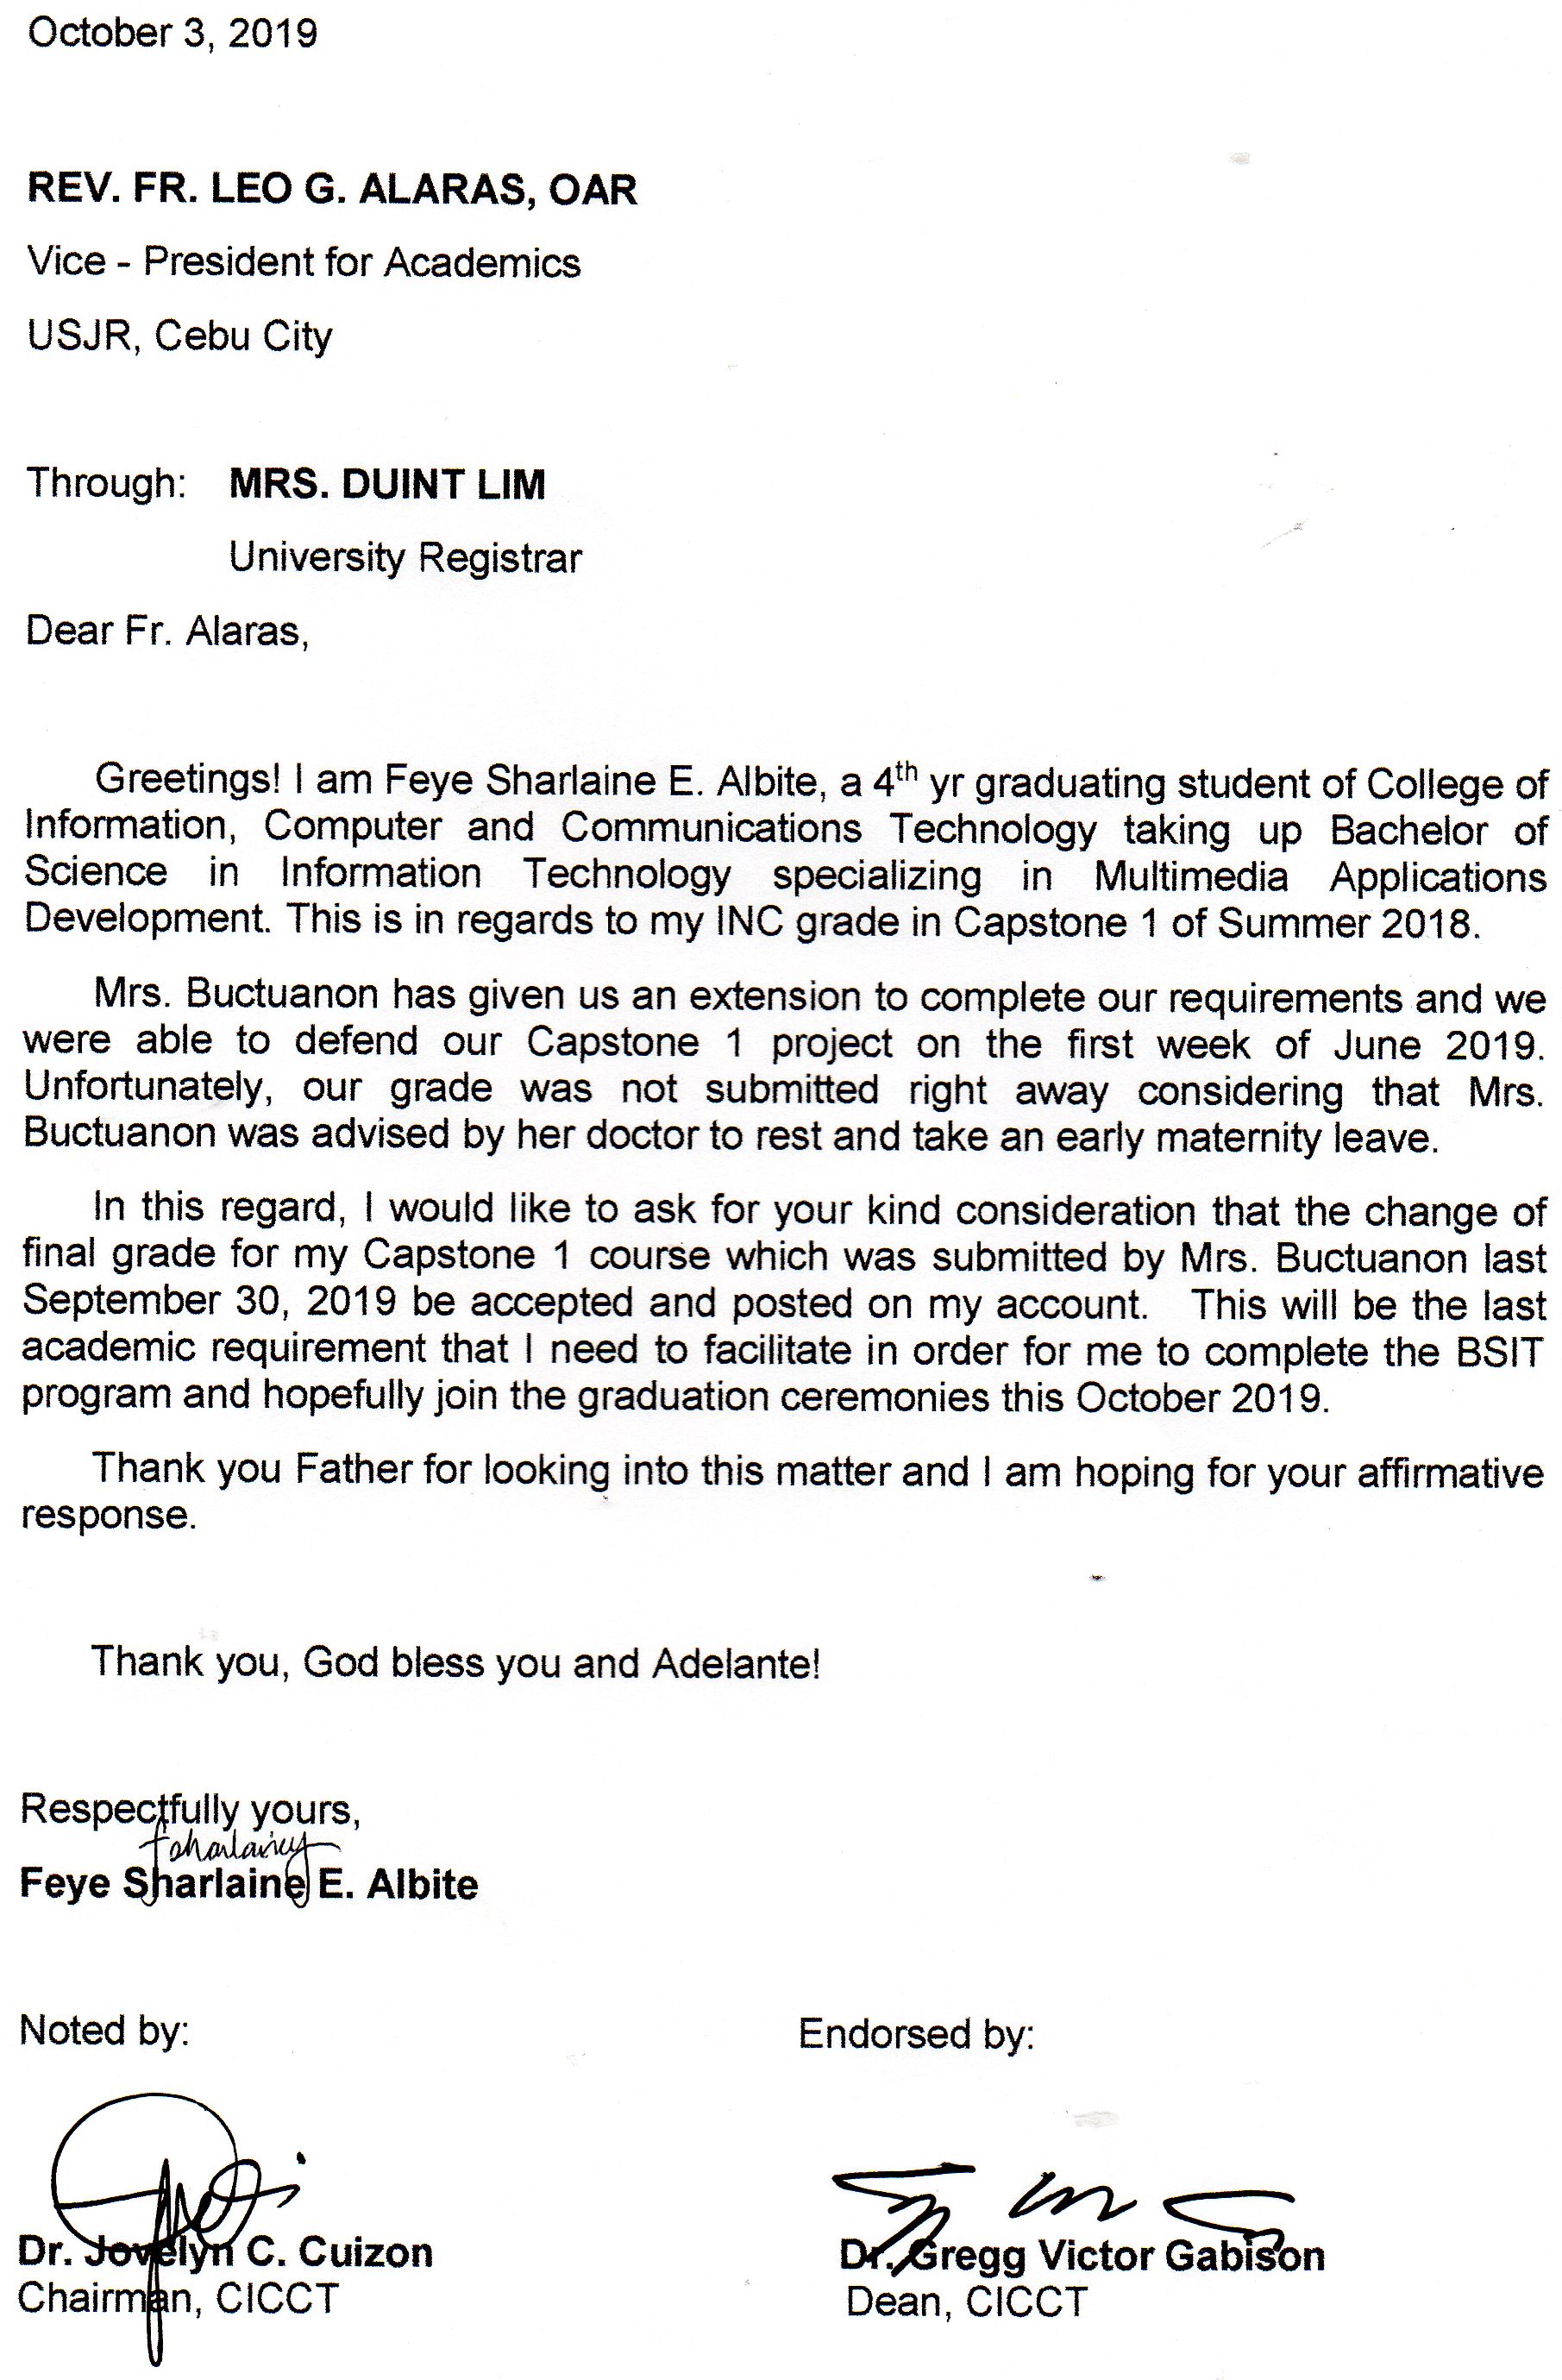 October 3, 2019
REV. FR. LEO G. ALARAS, OAR
Vice - President for Academics
USJR, Cebu City
Through: MRS. DUINT LIM
University Registrar
Dear Fr. Alaras,
Greetings! I am Feye Sharlaine E. Albite, a 4th yr graduating student of College of
Information, Computer and Communications Technology taking up Bachelor of
Science in Information Technology specializing in Multimedia Applications
Development. This is in regards to my INC grade in Capstone 1 of Summer 2018.
Mrs. Buctuanon has given us an extension to complete our requirements and we
were able to defend our Capstone 1 project on the first week of June 2019.
Unfortunately, our grade was not submitted right away considering that Mrs.
Buctuanon was advised by her doctor to rest and take an early maternity leave.
In this regard, I would like to ask for your kind consideration that the change of
final grade for my Capstone 1 course which was submitted by Mrs. Buctuanon last
September 30, 2019 be accepted and posted on my account. This will be the last
academic requirement that I need to facilitate in order for me to complete the BSIT
program and hopefully join the graduation ceremonies this October 2019.
Thank you Father for looking into this matter and I am hoping for your affirmative
response.
Thank you, God bless you and Adelante!
Respectfully yours,
Feye Sharlaine E. Albite
Noted by: Endorsed by:
Dr. Jovelyn C. Cuizon Dr. Gregg Victor Gabison
Chairman, CICCT Dean, CICCT